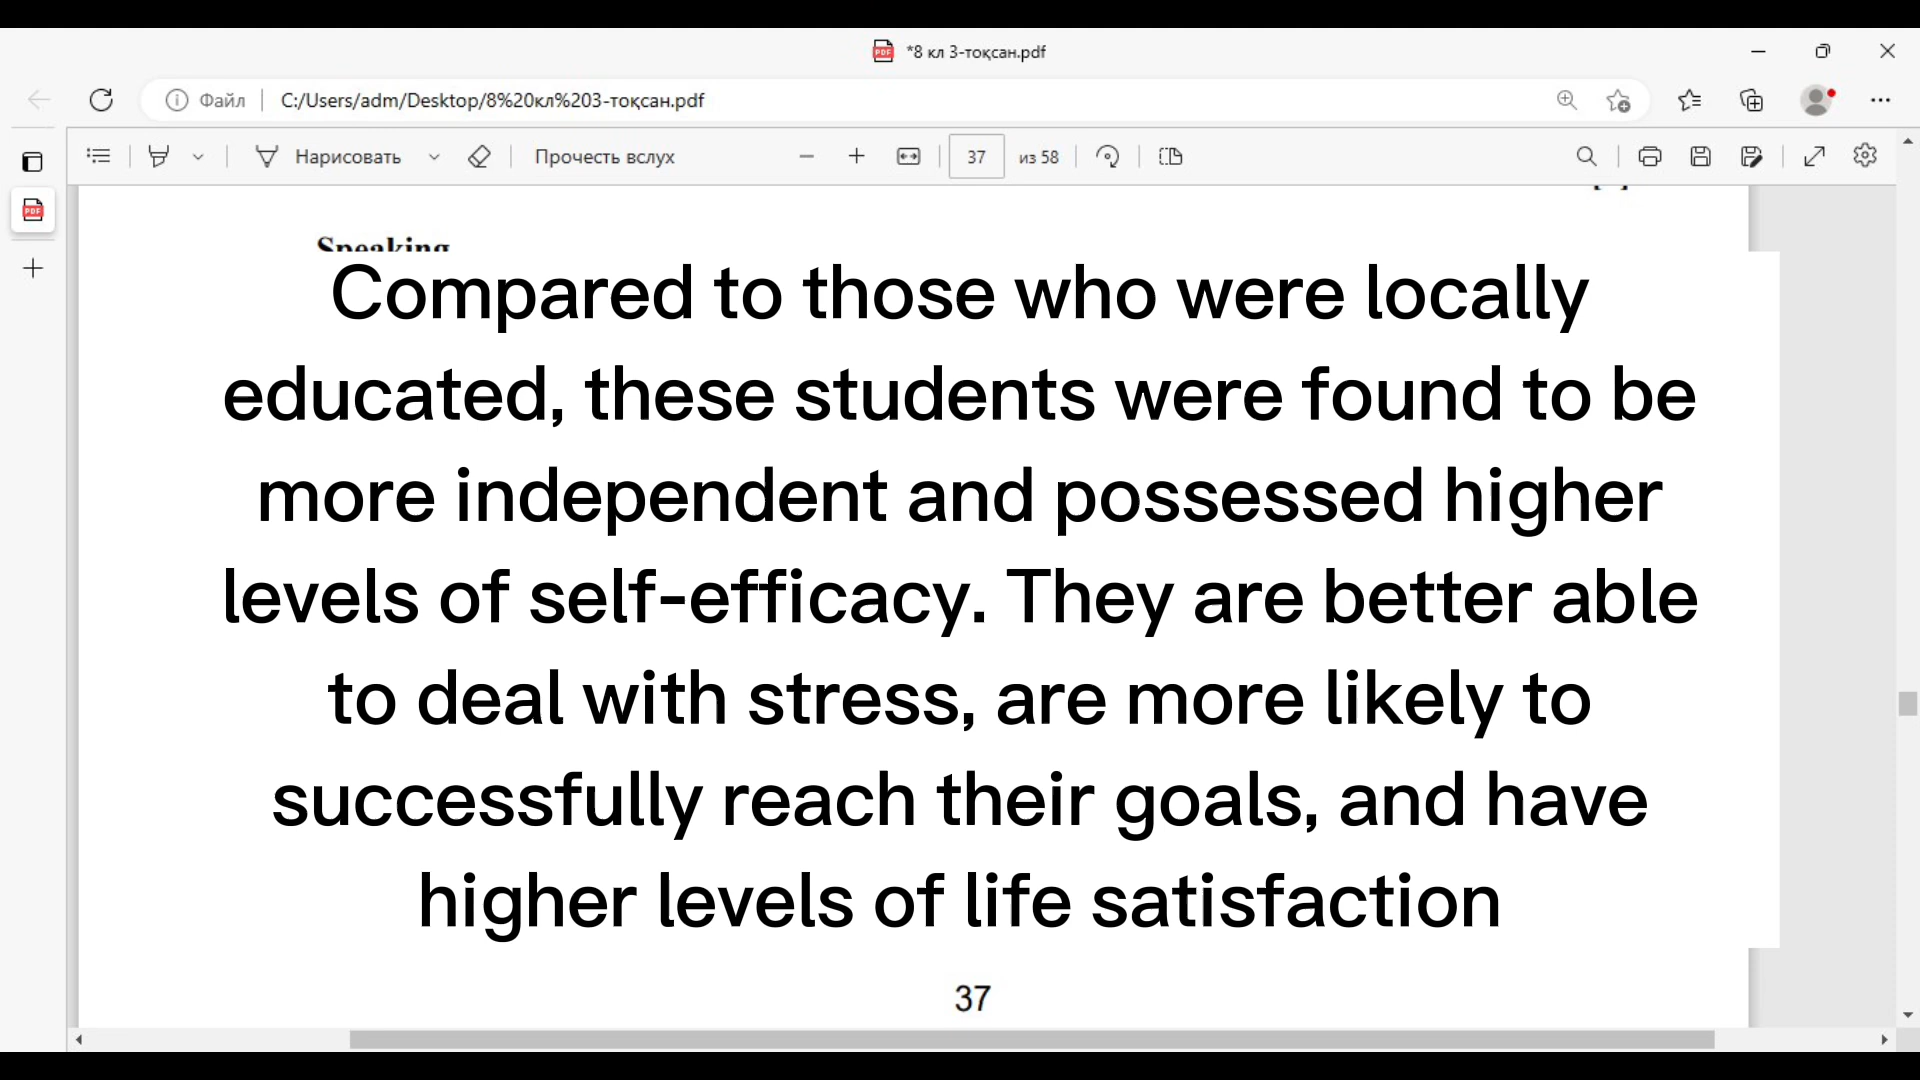 *8 кл 3-тоқсан.pdf
Файл C:/Users/adm/Desktop/8%20кл%203-тоқсан.pdf
Нарисовать Прочесть вслух 37 из 58
Speaking
Compared to those who were locally
educated, these students were found to be
more independent and possessed higher
levels of self-efficacy. They are better able
to deal with stress, are more likely to
successfully reach their goals, and have
higher levels of life satisfaction
37